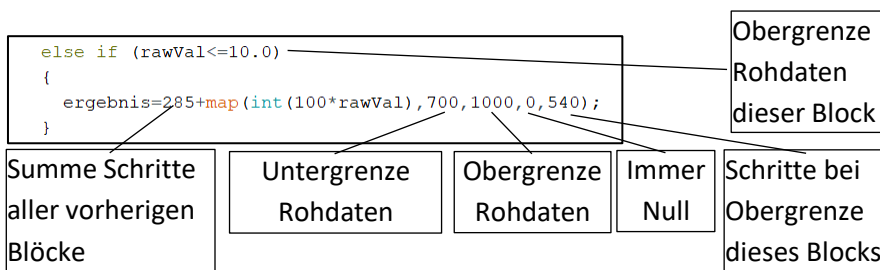 else if (rawVal<=10.0)
{
ergebnis=285+map(int(100*rawVal),700,1000,0,540);
}
Obergrenze
Rohdaten
dieser Block
Summe Schritte
aller vorherigen
Blöcke
Untergrenze
Rohdaten
Obergrenze
Rohdaten
Immer
Null
Schritte bei
Obergrenze
dieses Blocks